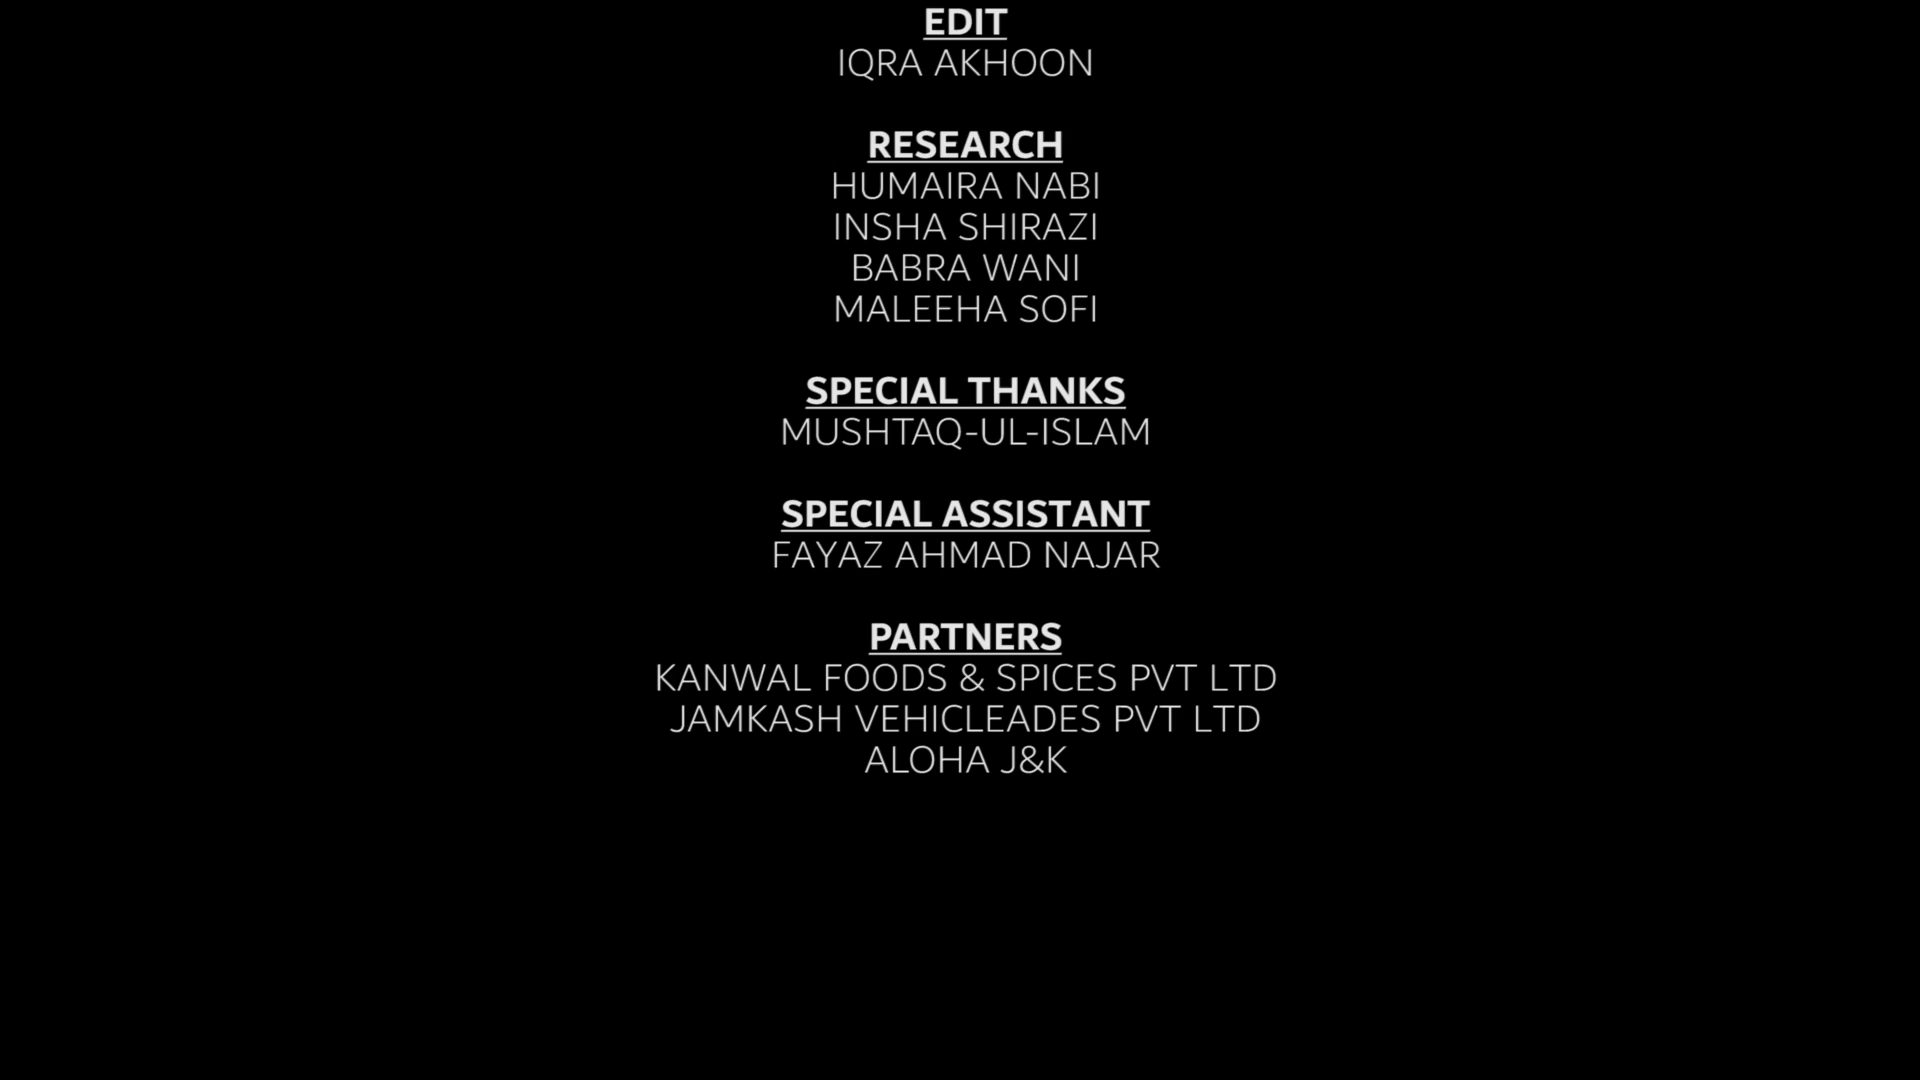 EDIT
IQRA AKHOON
RESEARCH
HUMAIRA NABI
INSHA SHIRAZI
BABRA WANI
MALEEHA SOFI
SPECIAL THANKS
MUSHTAQ-UL-ISLAM
SPECIAL ASSISTANT
FAYAZ AHMAD NAJAR
PARTNERS
KANWAL FOODS & SPICES PVT LTD
JAMKASH VEHICLEADES PVT LTD
ALOHA J&K